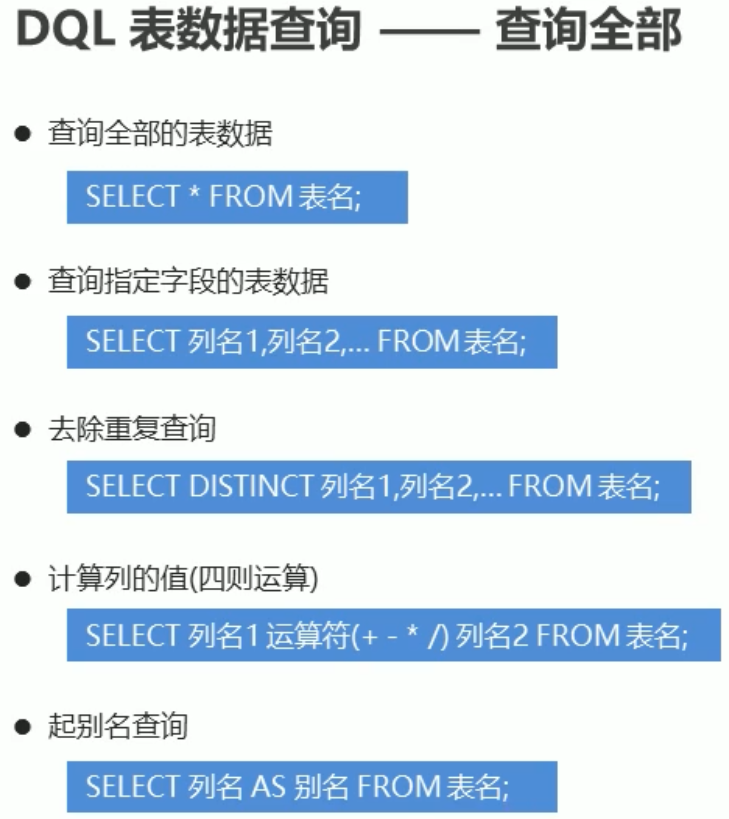 DQL 表数据查询 —— 查询全部
● 查询全部的表数据
SELECT * FROM 表名;
● 查询指定字段的表数据
SELECT 列名1,列名2,... FROM 表名;
● 去除重复查询
SELECT DISTINCT 列名1,列名2,... FROM 表名;
● 计算列的值(四则运算)
SELECT 列名1 运算符(+ - * /) 列名2 FROM 表名;
● 起别名查询
SELECT 列名 AS 别名 FROM 表名;